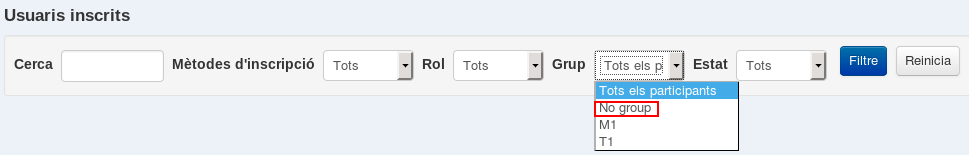 Usuaris inscrits
Cerca Mètodes d'inscripció Tots Rol Tots Grup Tots els p Estat Tots Filtre Reinicia
Tots els participants
No group
M1
T1